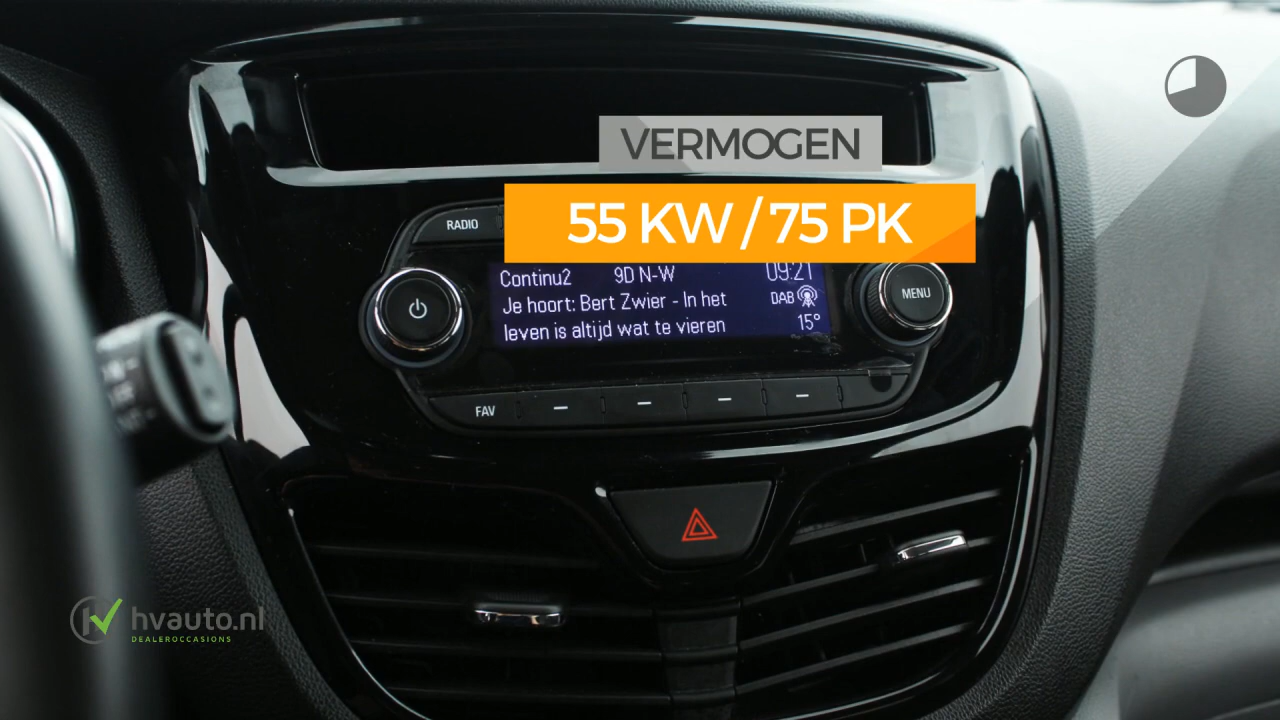 VERMOGEN
55 KW / 75 PK
RADIO
Continu2 9D N-W 09:21
Je hoort: Bert Zwier - In het
DAB
leven is altijd wat te vieren
15°
MENU
FAV
hvauto.nl
DEALEROCCASIONS